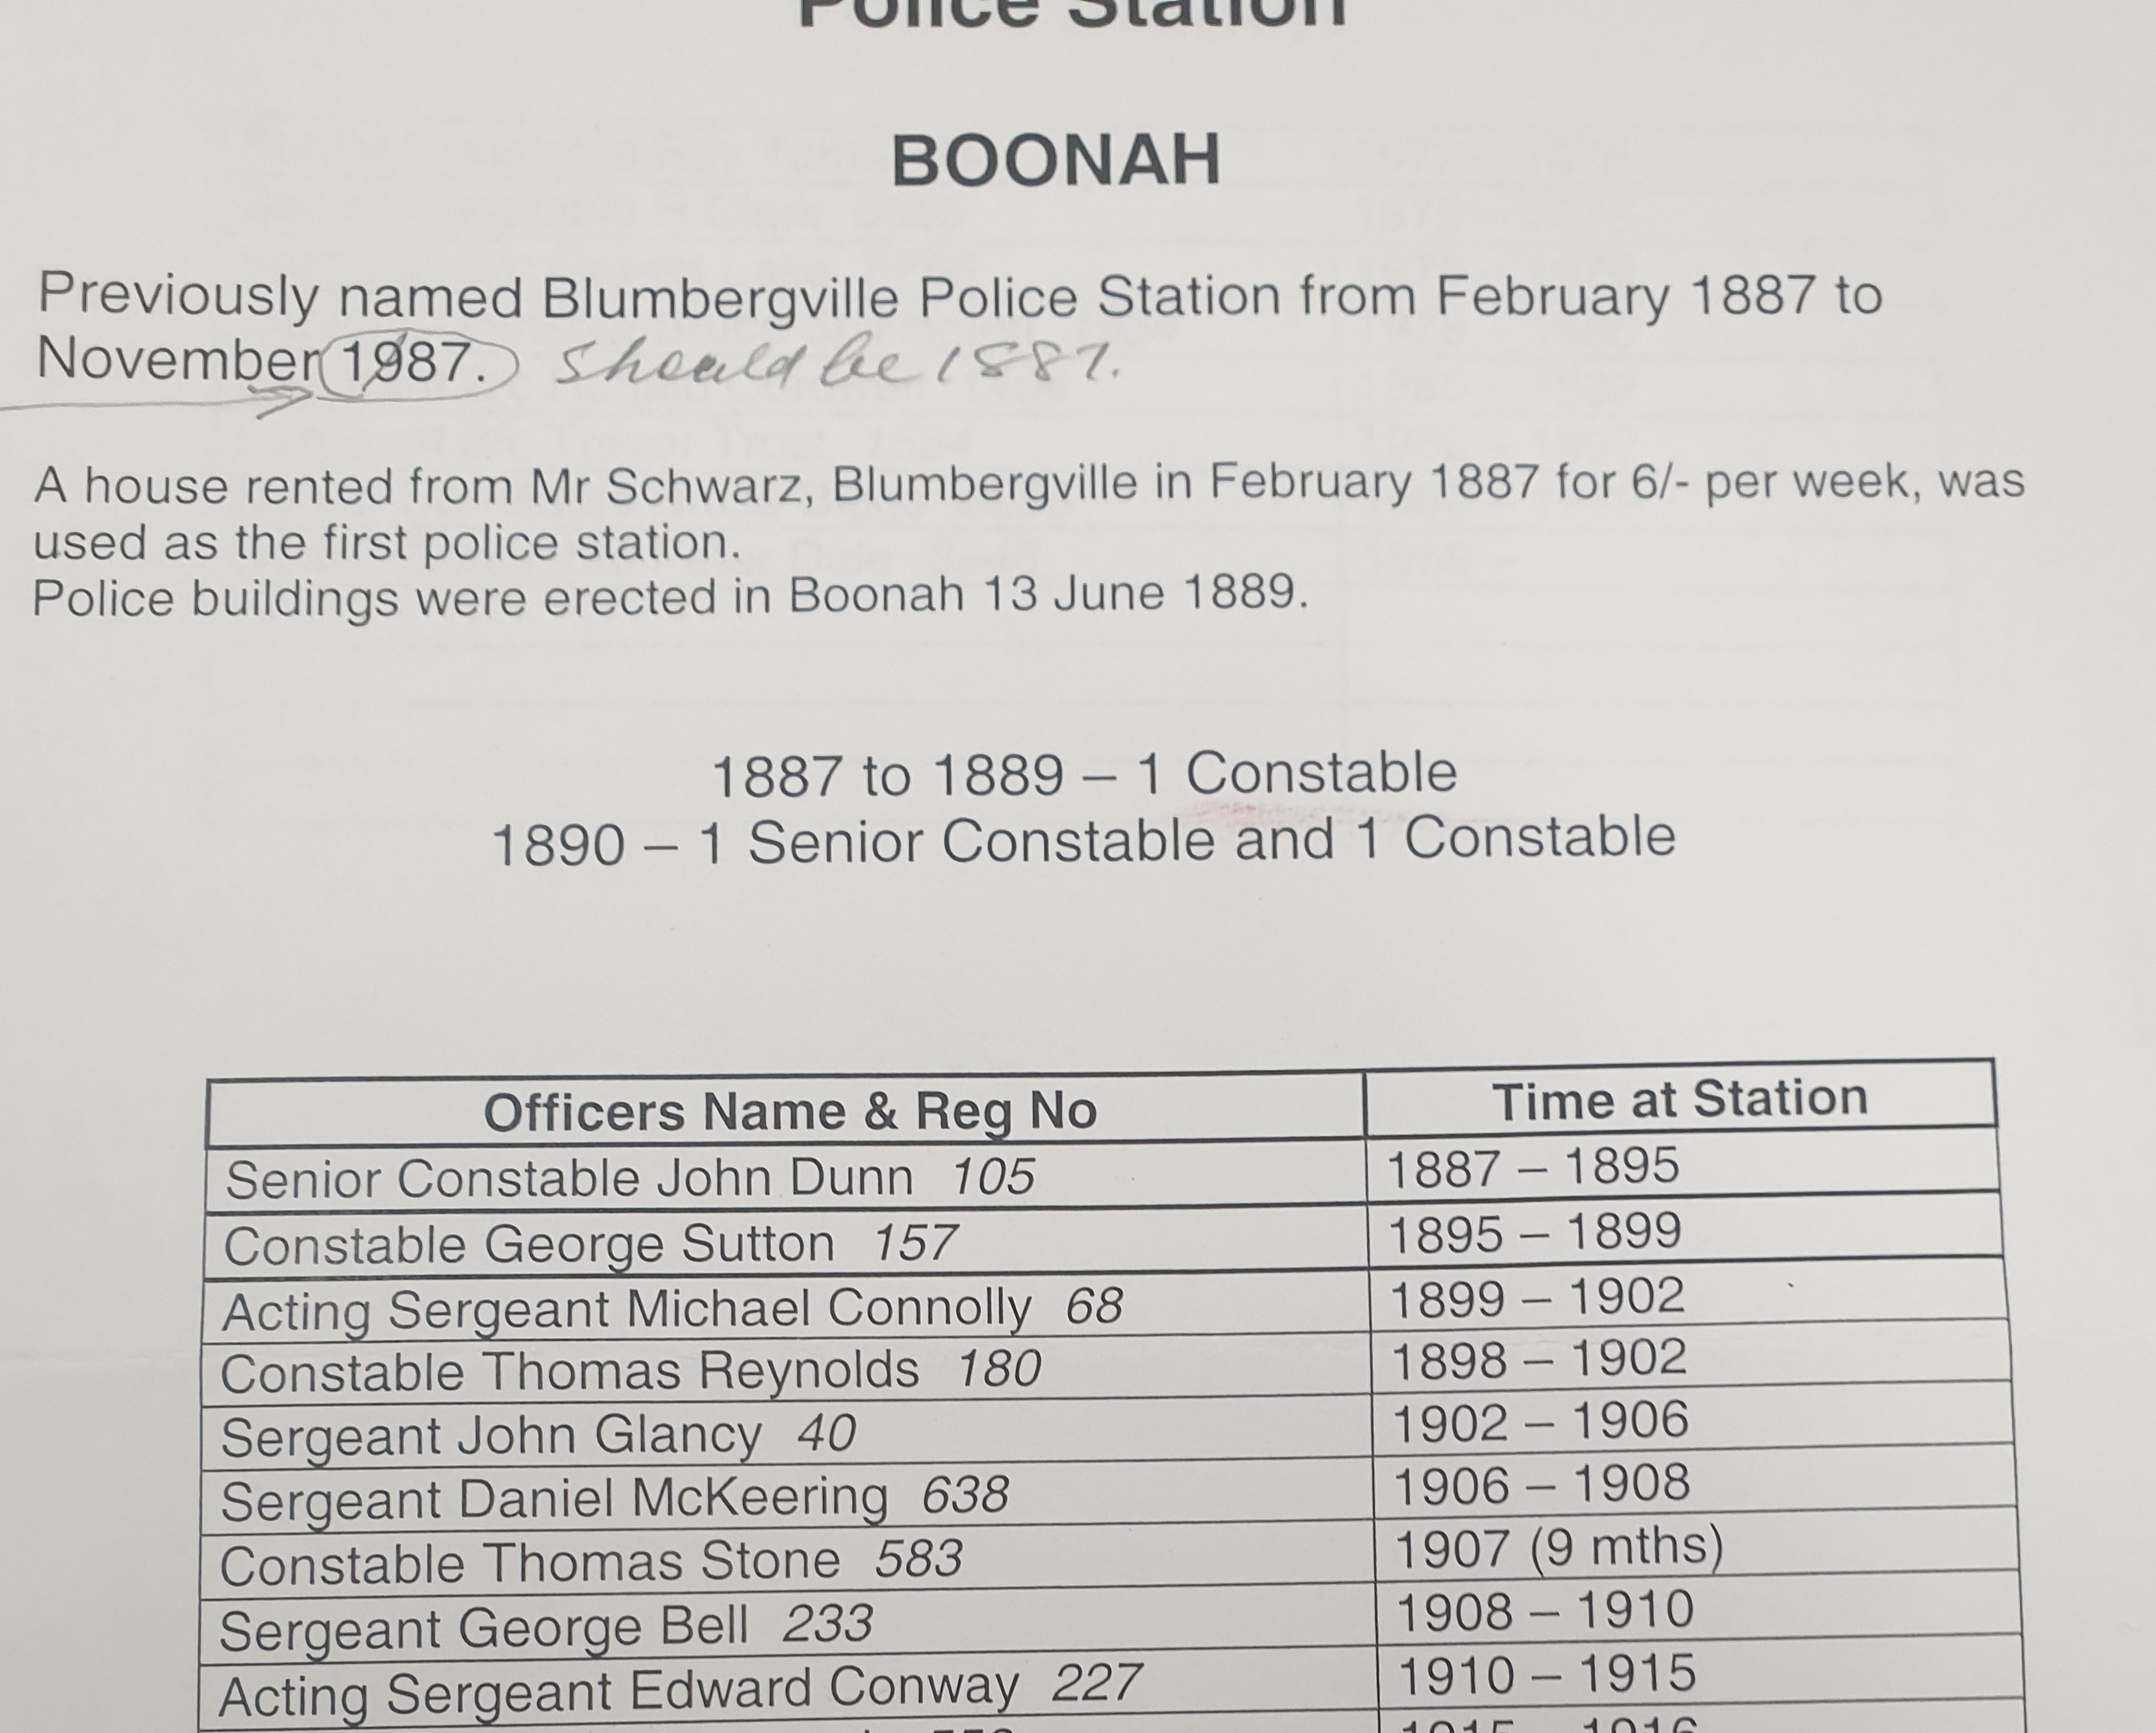 Police Station
BOONAH
Previously named Blumbergville Police Station from February 1887 to
November 1987. should be 1887.
A house rented from Mr Schwarz, Blumbergville in February 1887 for 6/- per week, was
used as the first police station.
Police buildings were erected in Boonah 13 June 1889.
1887 to 1889 – 1 Constable
1890 – 1 Senior Constable and 1 Constable
Officers Name & Reg No Time at Station
Senior Constable John Dunn 105 1887 – 1895
Constable George Sutton 157 1895 – 1899
Acting Sergeant Michael Connolly 68 1899 – 1902
Constable Thomas Reynolds 180 1898 – 1902
Sergeant John Glancy 40 1902 – 1906
Sergeant Daniel McKeering 638 1906 – 1908
Constable Thomas Stone 583 1907 (9 mths)
Sergeant George Bell 233 1908 – 1910
Acting Sergeant Edward Conway 227 1910 – 1915
1915 – 1916